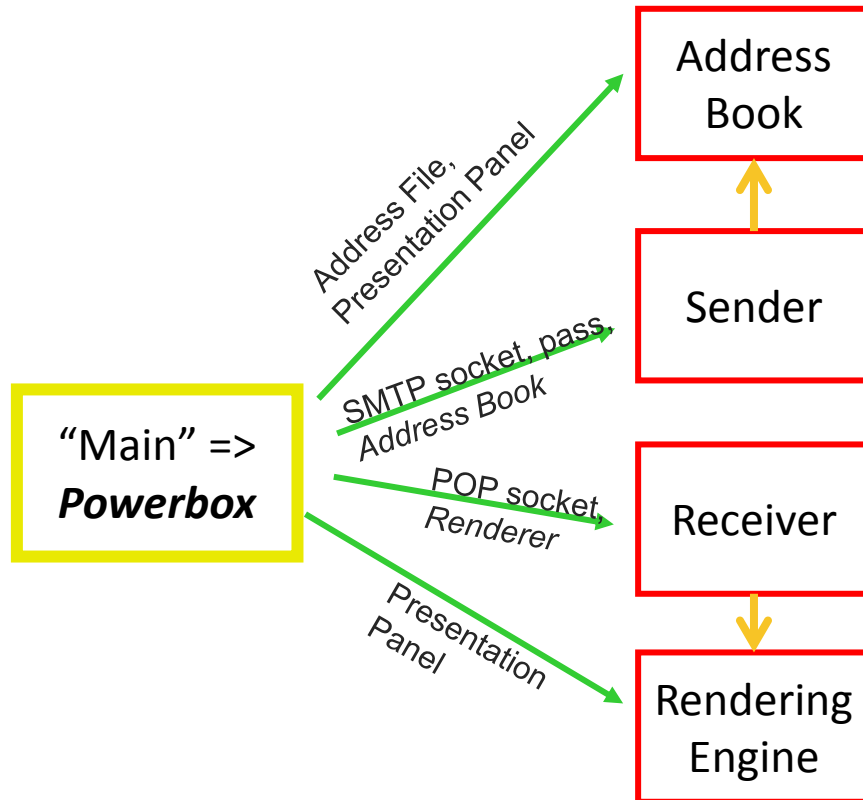 Address
Book
Address File,
Presentation Panel
Sender
SMTP socket, pass,
Address Book
“Main” =>
Powerbox
POP socket,
Renderer
Receiver
Presentation
Panel
Rendering
Engine